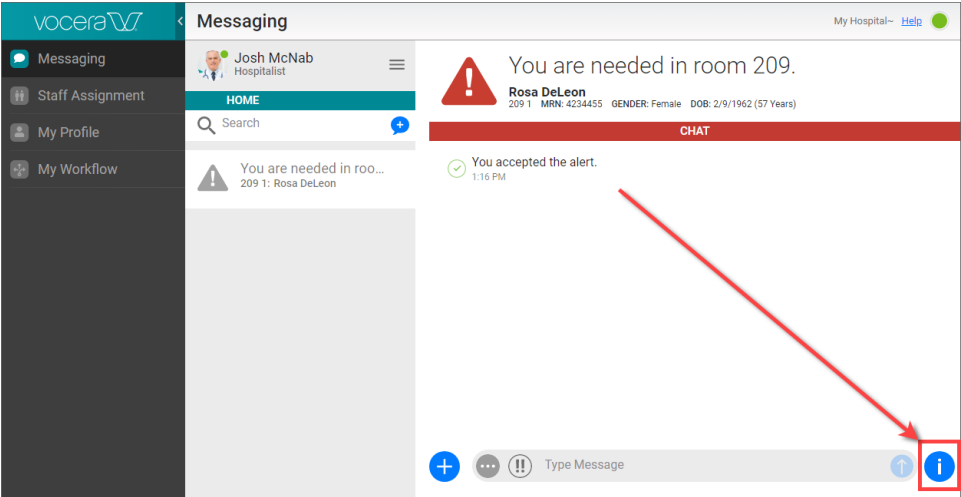 vocera
Messaging
My Hospital~ Help
Messaging
Staff Assignment
My Profile
My Workflow
Josh McNab
Hospitalist
HOME
Search
You are needed in roo...
209 1: Rosa DeLeon
You are needed in room 209.
Rosa DeLeon
209 1 MRN: 4234455 GENDER: Female DOB: 2/9/1962 (57 Years)
CHAT
You accepted the alert.
1:16 PM
!!
Type Message
i